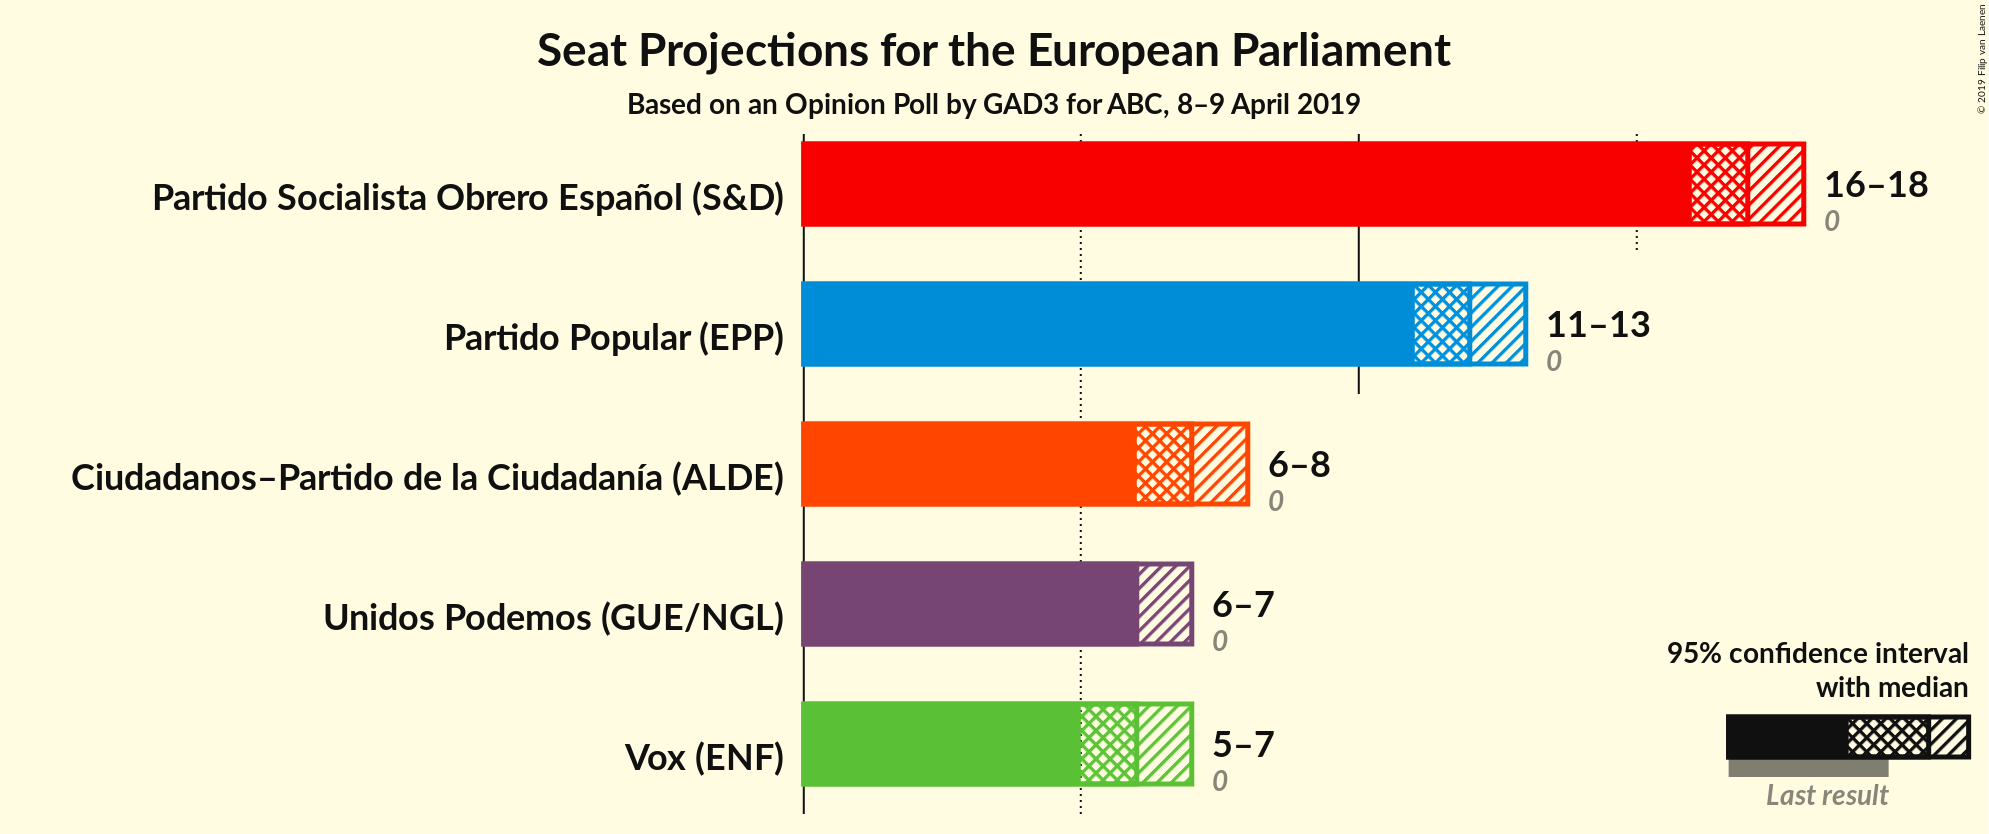 Seat Projections for the European Parliament
Based on an Opinion Poll by GAD3 for ABC, 8–9 April 2019
© 2019 Filip van Laenen
Partido Socialista Obrero Español (S&D)
16–18
0
Partido Popular (EPP)
11–13
0
Ciudadanos–Partido de la Ciudadanía (ALDE)
6–8
0
Unidos Podemos (GUE/NGL)
6–7
0
Vox (ENF)
5–7
0
95% confidence interval
with median
Last result